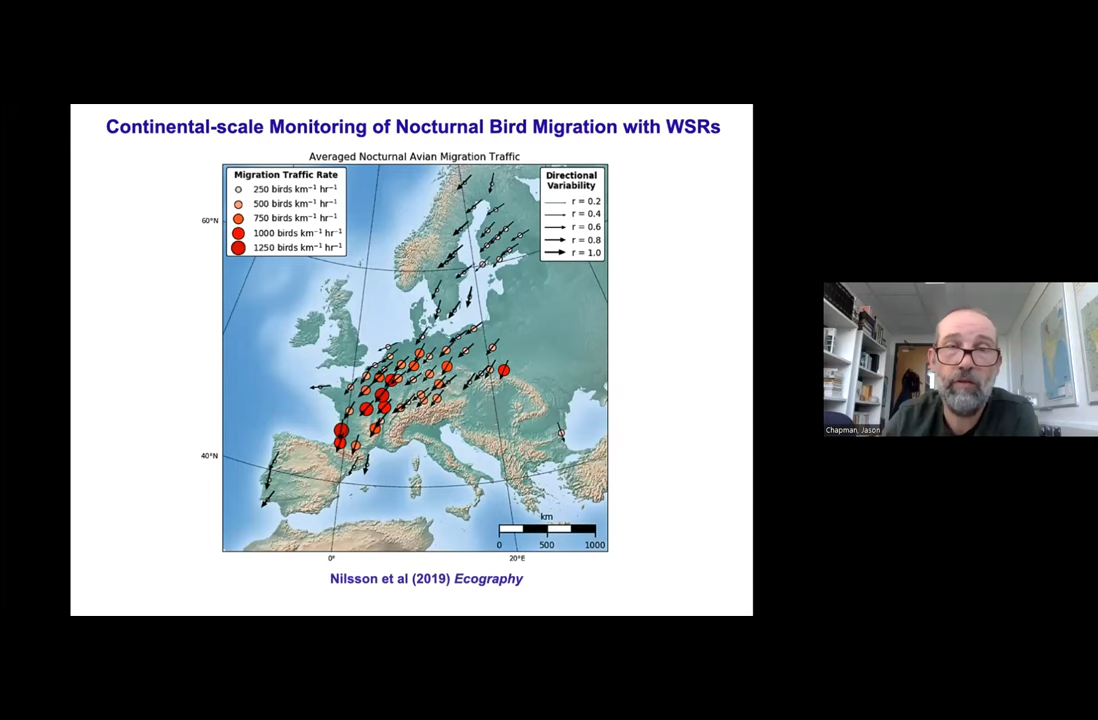 Continental-scale Monitoring of Nocturnal Bird Migration with WSRs
Averaged Nocturnal Avian Migration Traffic
Migration Traffic Rate
250 birds km⁻¹ hr⁻¹
500 birds km⁻¹ hr⁻¹
750 birds km⁻¹ hr⁻¹
1000 birds km⁻¹ hr⁻¹
1250 birds km⁻¹ hr⁻¹
Directional
Variability
r = 0.2
r = 0.4
r = 0.6
r = 0.8
r = 1.0
60°N
40°N
km
0 500 1000
0° 20°E
Nilsson et al (2019) Ecography
Chapman, Jason